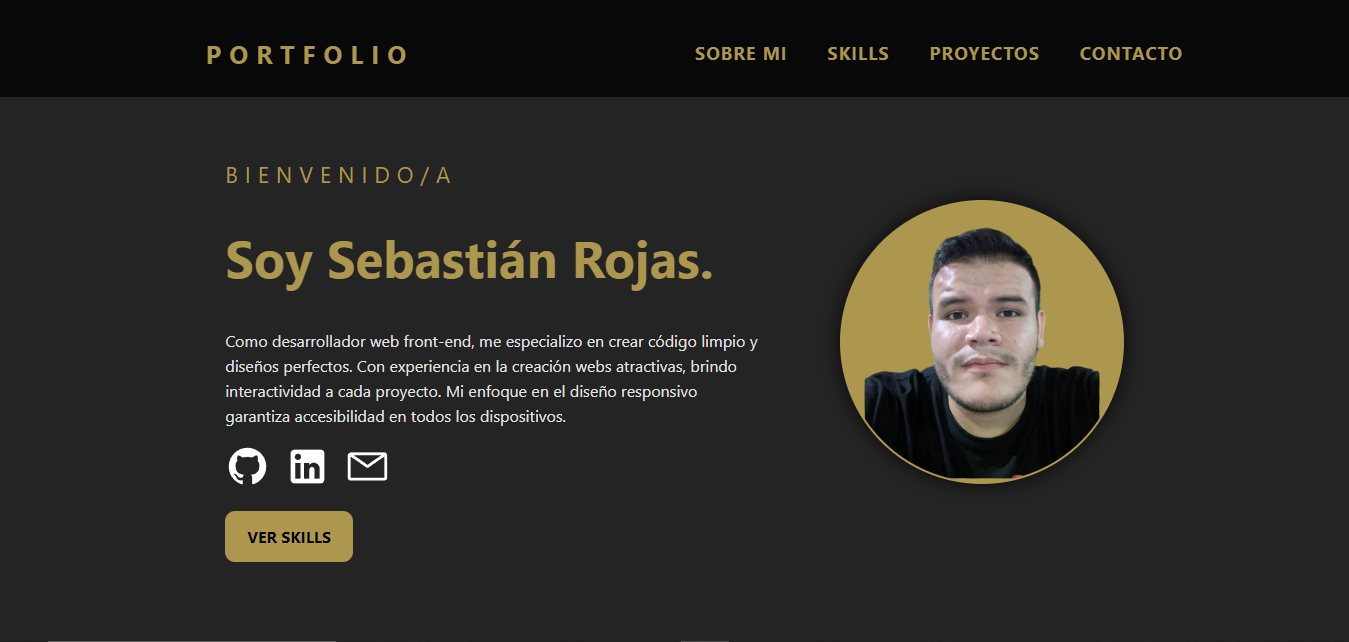 PORTFOLIO
SOBRE MI SKILLS PROYECTOS CONTACTO
BIENVENIDO/A
Soy Sebastián Rojas.
Como desarrollador web front-end, me especializo en crear código limpio y
diseños perfectos. Con experiencia en la creación webs atractivas, brindo
interactividad a cada proyecto. Mi enfoque en el diseño responsivo
garantiza accesibilidad en todos los dispositivos.
in
VER SKILLS